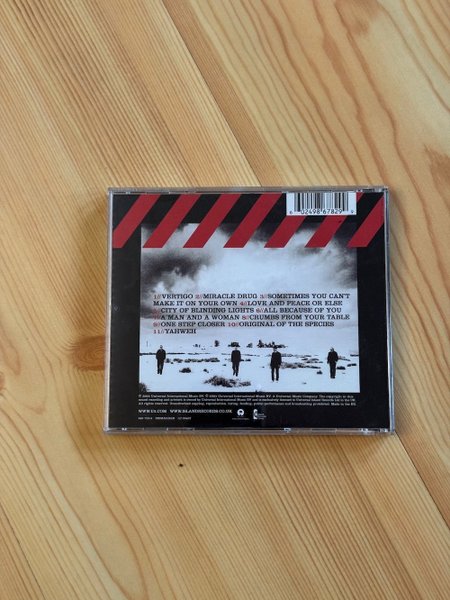 6 02498 67829 9
1//VERTIGO 2//MIRACLE DRUG 3//SOMETIMES YOU CAN'T
MAKE IT ON YOUR OWN 4//LOVE AND PEACE OR ELSE
5//CITY OF BLINDING LIGHTS 6//ALL BECAUSE OF YOU
7//A MAN AND A WOMAN 8//CRUMBS FROM YOUR TABLE
9//ONE STEP CLOSER 10//ORIGINAL OF THE SPECIES
11//YAHWEH
WWW.U2.COM WWW.ISLANDRECORDS.CO.UK